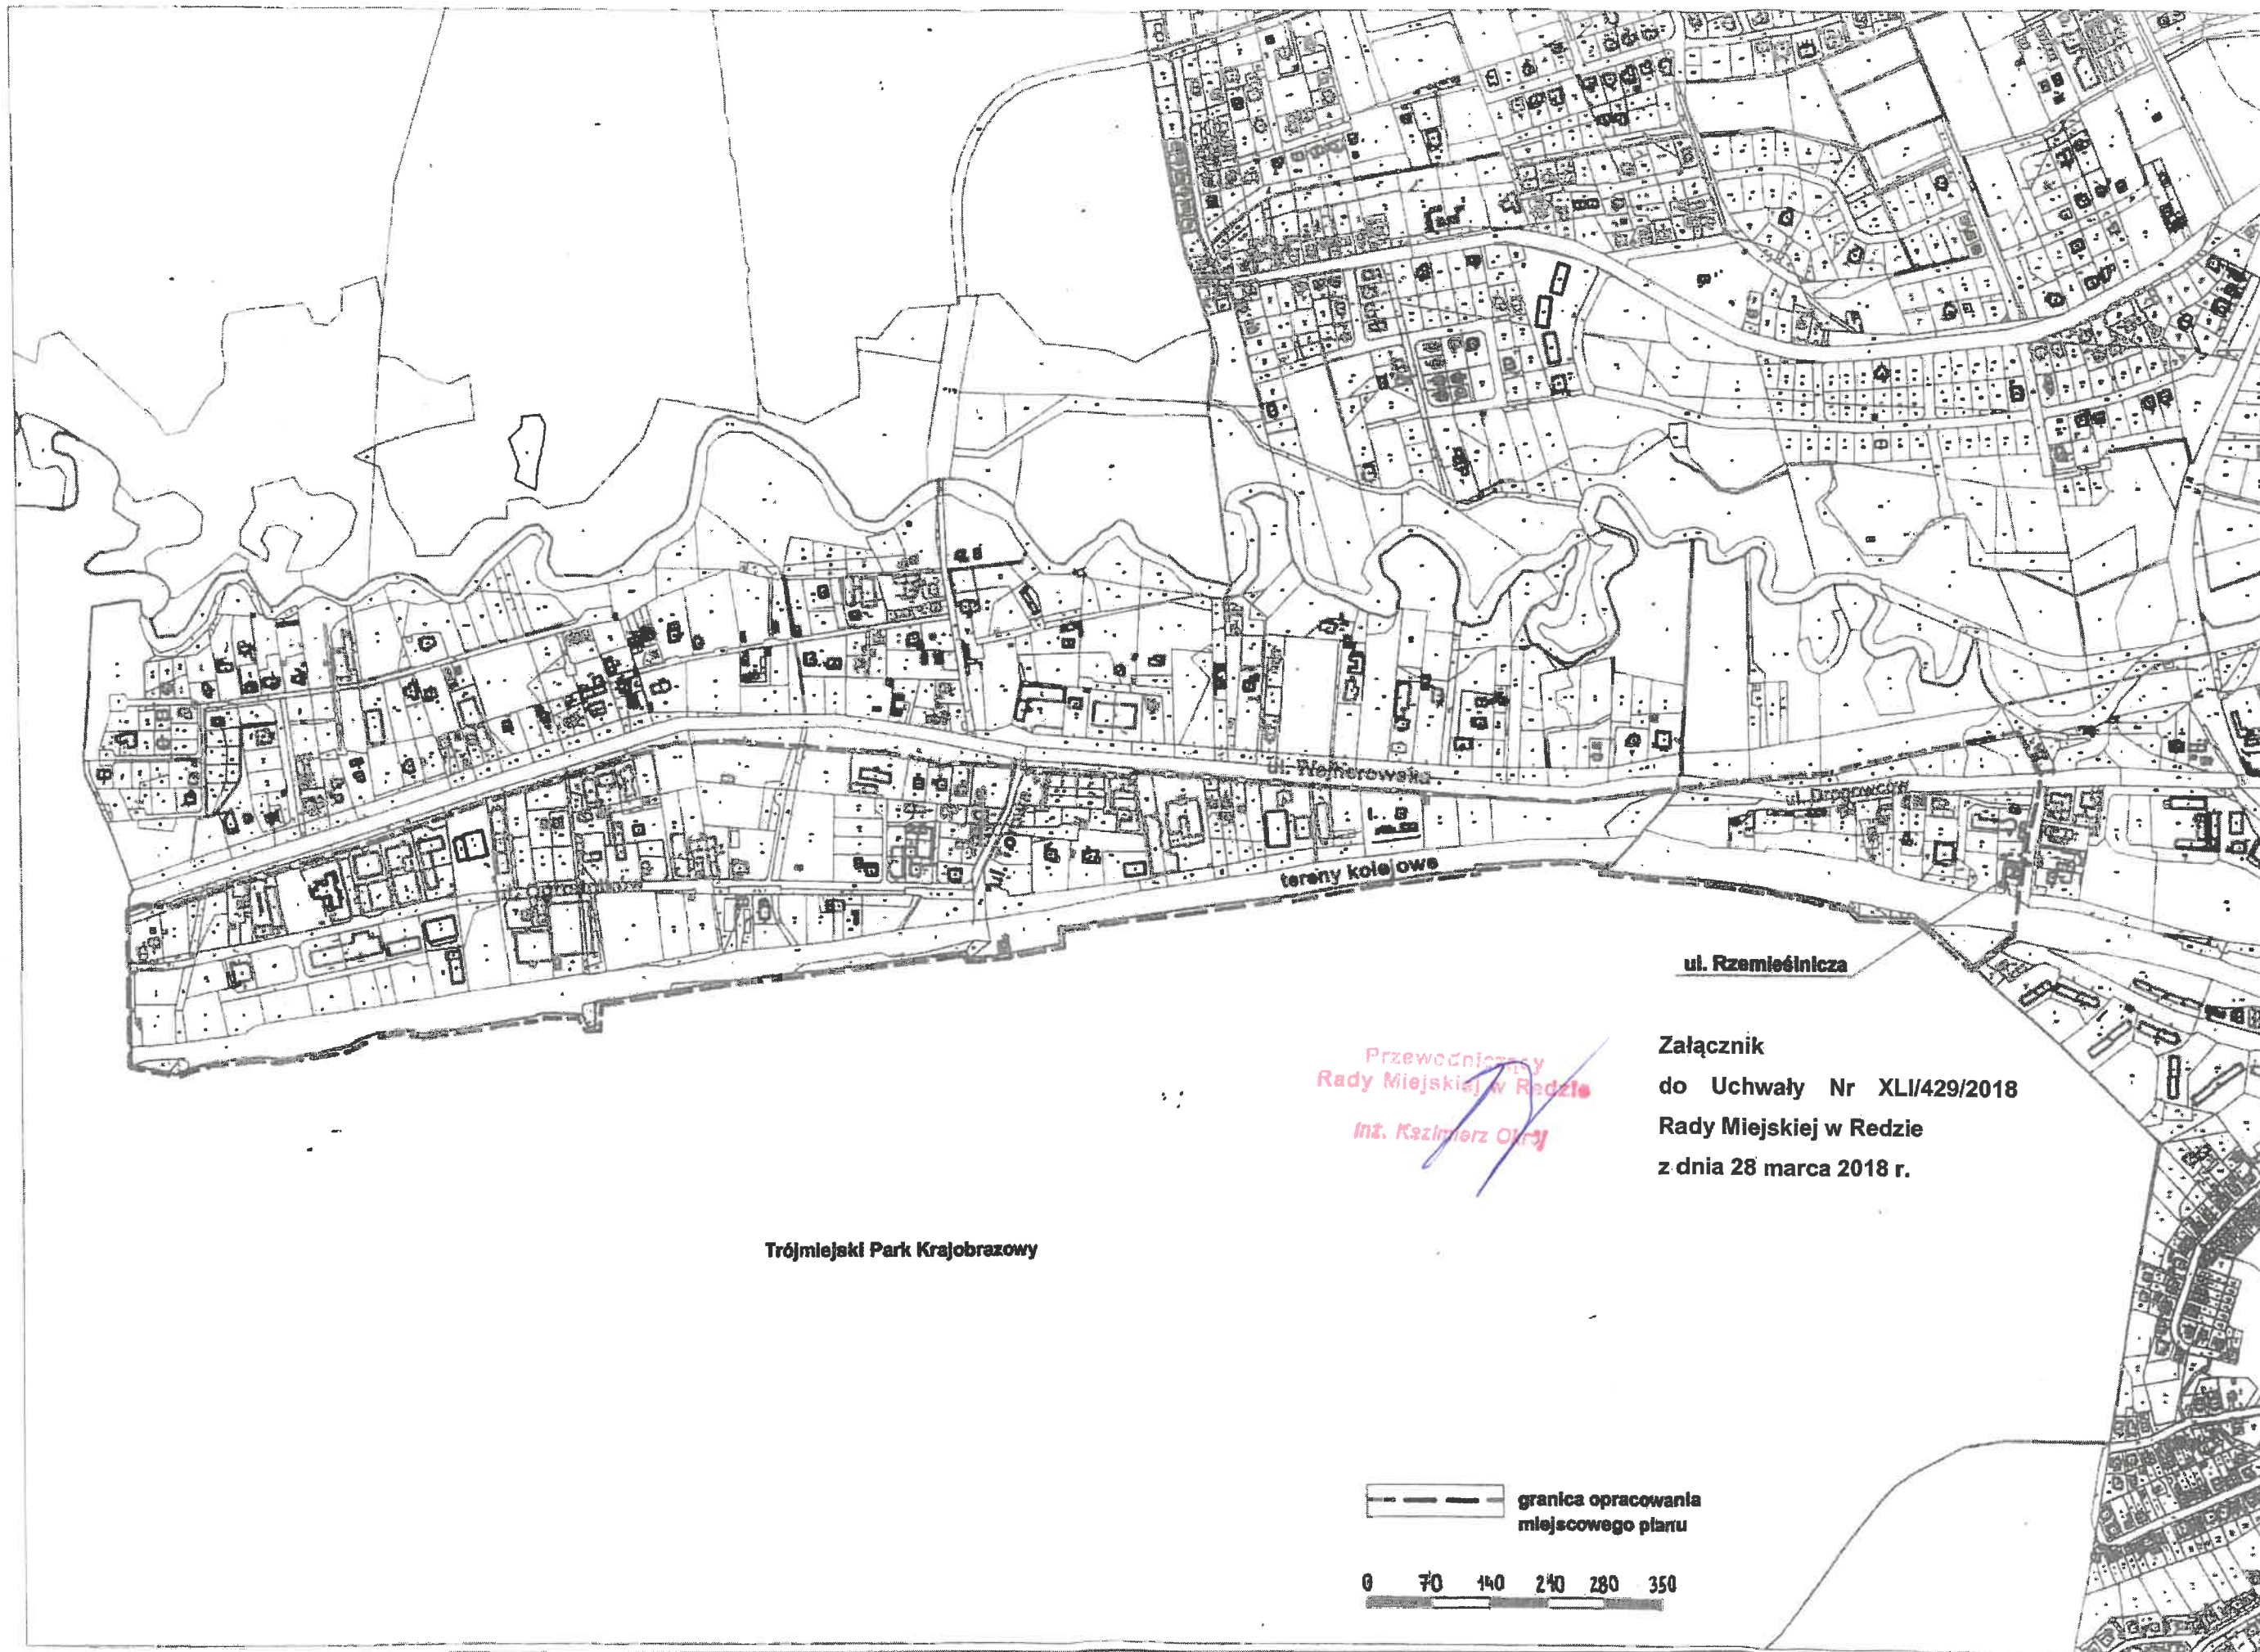 ul. Wejherowska
ul. Drogowców
tereny kolejowe
ul. Rzemieślnicza
Przewodniczący
Rady Miejskiej w Redzie
inż. Kazimierz Okrój
Załącznik
do Uchwały Nr XLI/429/2018
Rady Miejskiej w Redzie
z dnia 28 marca 2018 r.
Trójmiejski Park Krajobrazowy
granica opracowania
miejscowego planu
0 70 140 210 280 350